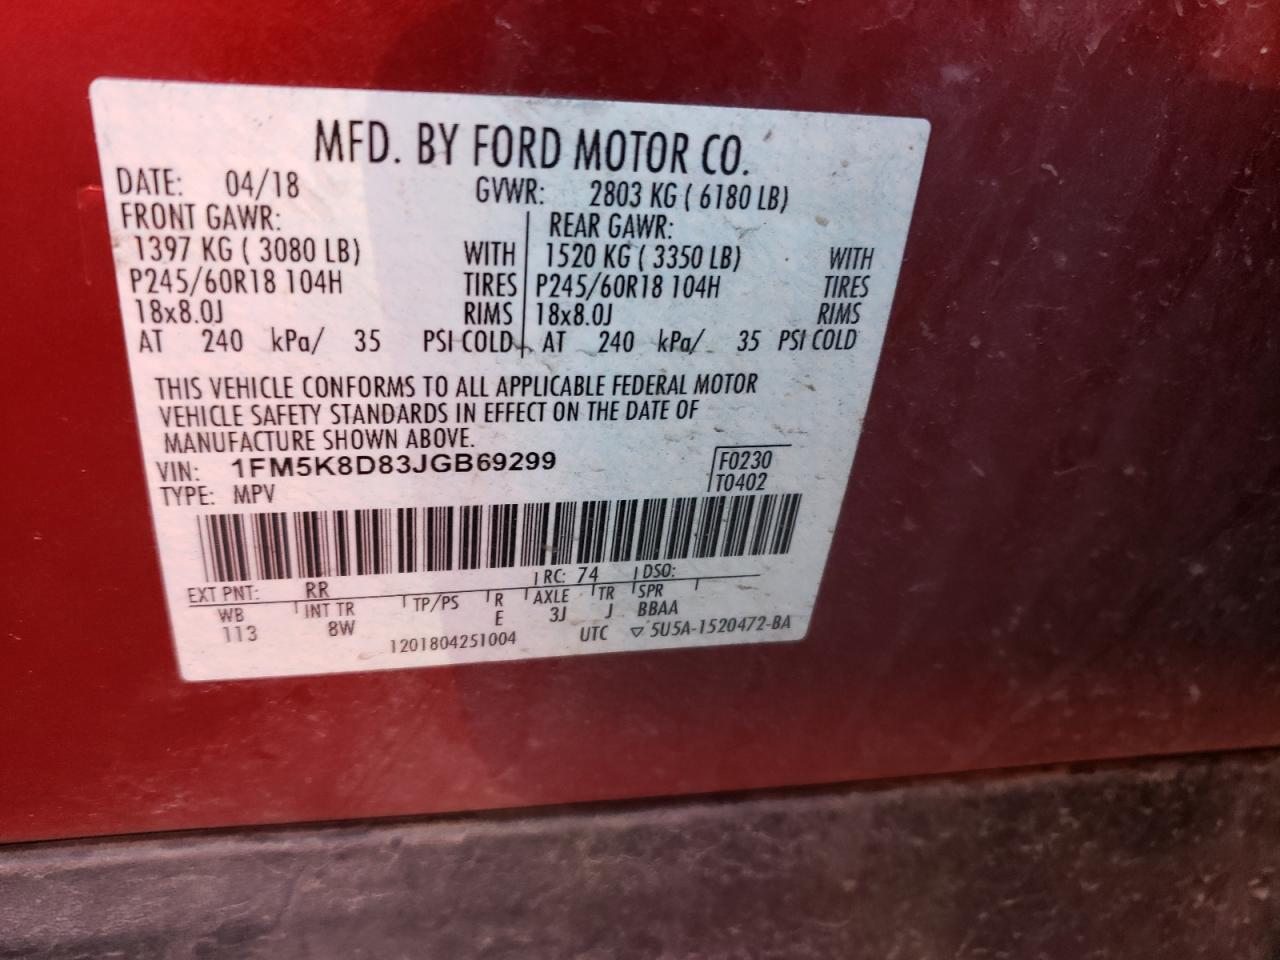 MFD. BY FORD MOTOR CO.
DATE: 04/18 GVWR: 2803 KG ( 6180 LB)
FRONT GAWR: REAR GAWR:
1397 KG ( 3080 LB) WITH 1520 KG ( 3350 LB) WITH
P245/60R18 104H TIRES P245/60R18 104H TIRES
18x8.0J RIMS 18x8.0J RIMS
AT 240 kPa/ 35 PSI COLD AT 240 kPa/ 35 PSI COLD
THIS VEHICLE CONFORMS TO ALL APPLICABLE FEDERAL MOTOR
VEHICLE SAFETY STANDARDS IN EFFECT ON THE DATE OF
MANUFACTURE SHOWN ABOVE.
VIN: 1FM5K8D83JGB69299 F0230
TYPE: MPV T0402
EXT PNT: RR RC: 74 DSO:
WB INT TR TP/PS R AXLE TR SPR
113 8W E 3J J BBAA
1201804251004 UTC ▽ 5U5A-1520472-BA